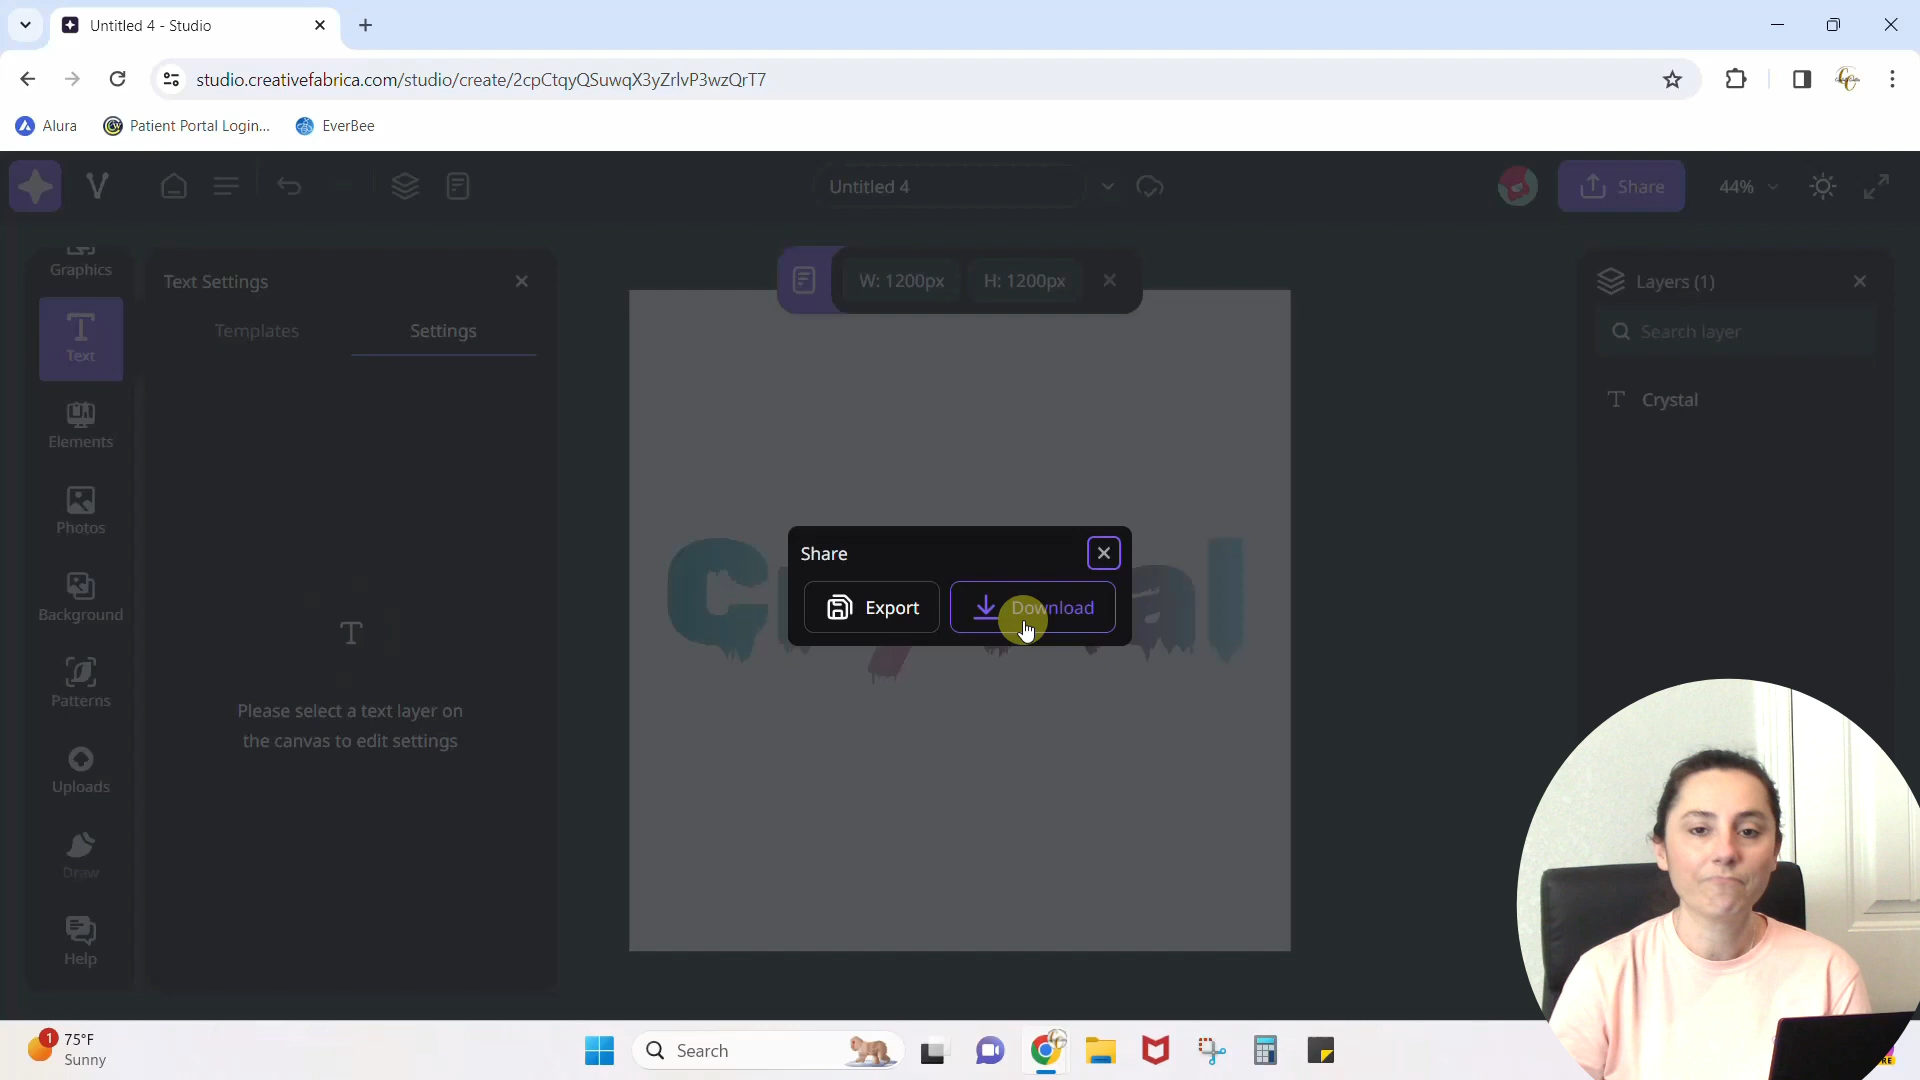 Untitled 4 - Studio
studio.creativefabrica.com/studio/create/2cpCtqyQSuwqX3yZrlvP3wzQrT7
Alura
Patient Portal Login...
EverBee
Untitled 4
Share
44%
Graphics
Text
Elements
Photos
Background
Patterns
Uploads
Draw
Help
Text Settings
Templates
Settings
Please select a text layer on
the canvas to edit settings
W: 1200px
H: 1200px
Share
Export
Download
Layers (1)
Search layer
T Crystal
1
75°F
Sunny
Search